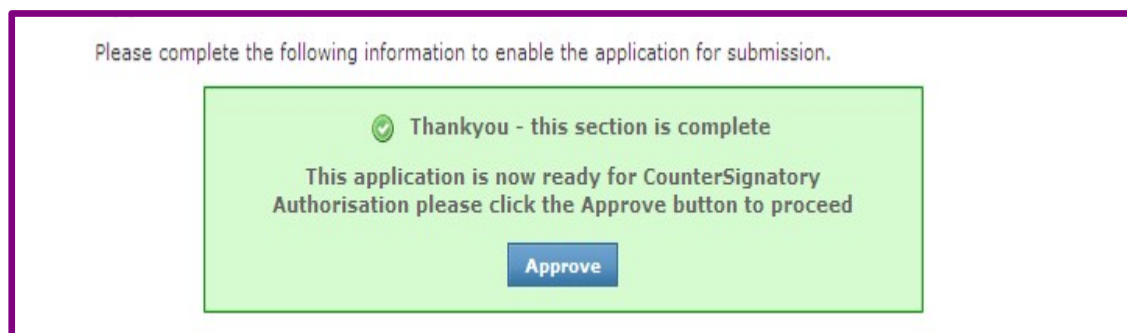 Please complete the following information to enable the application for submission.
Thankyou - this section is complete
This application is now ready for CounterSignatory
Authorisation please click the Approve button to proceed
Approve